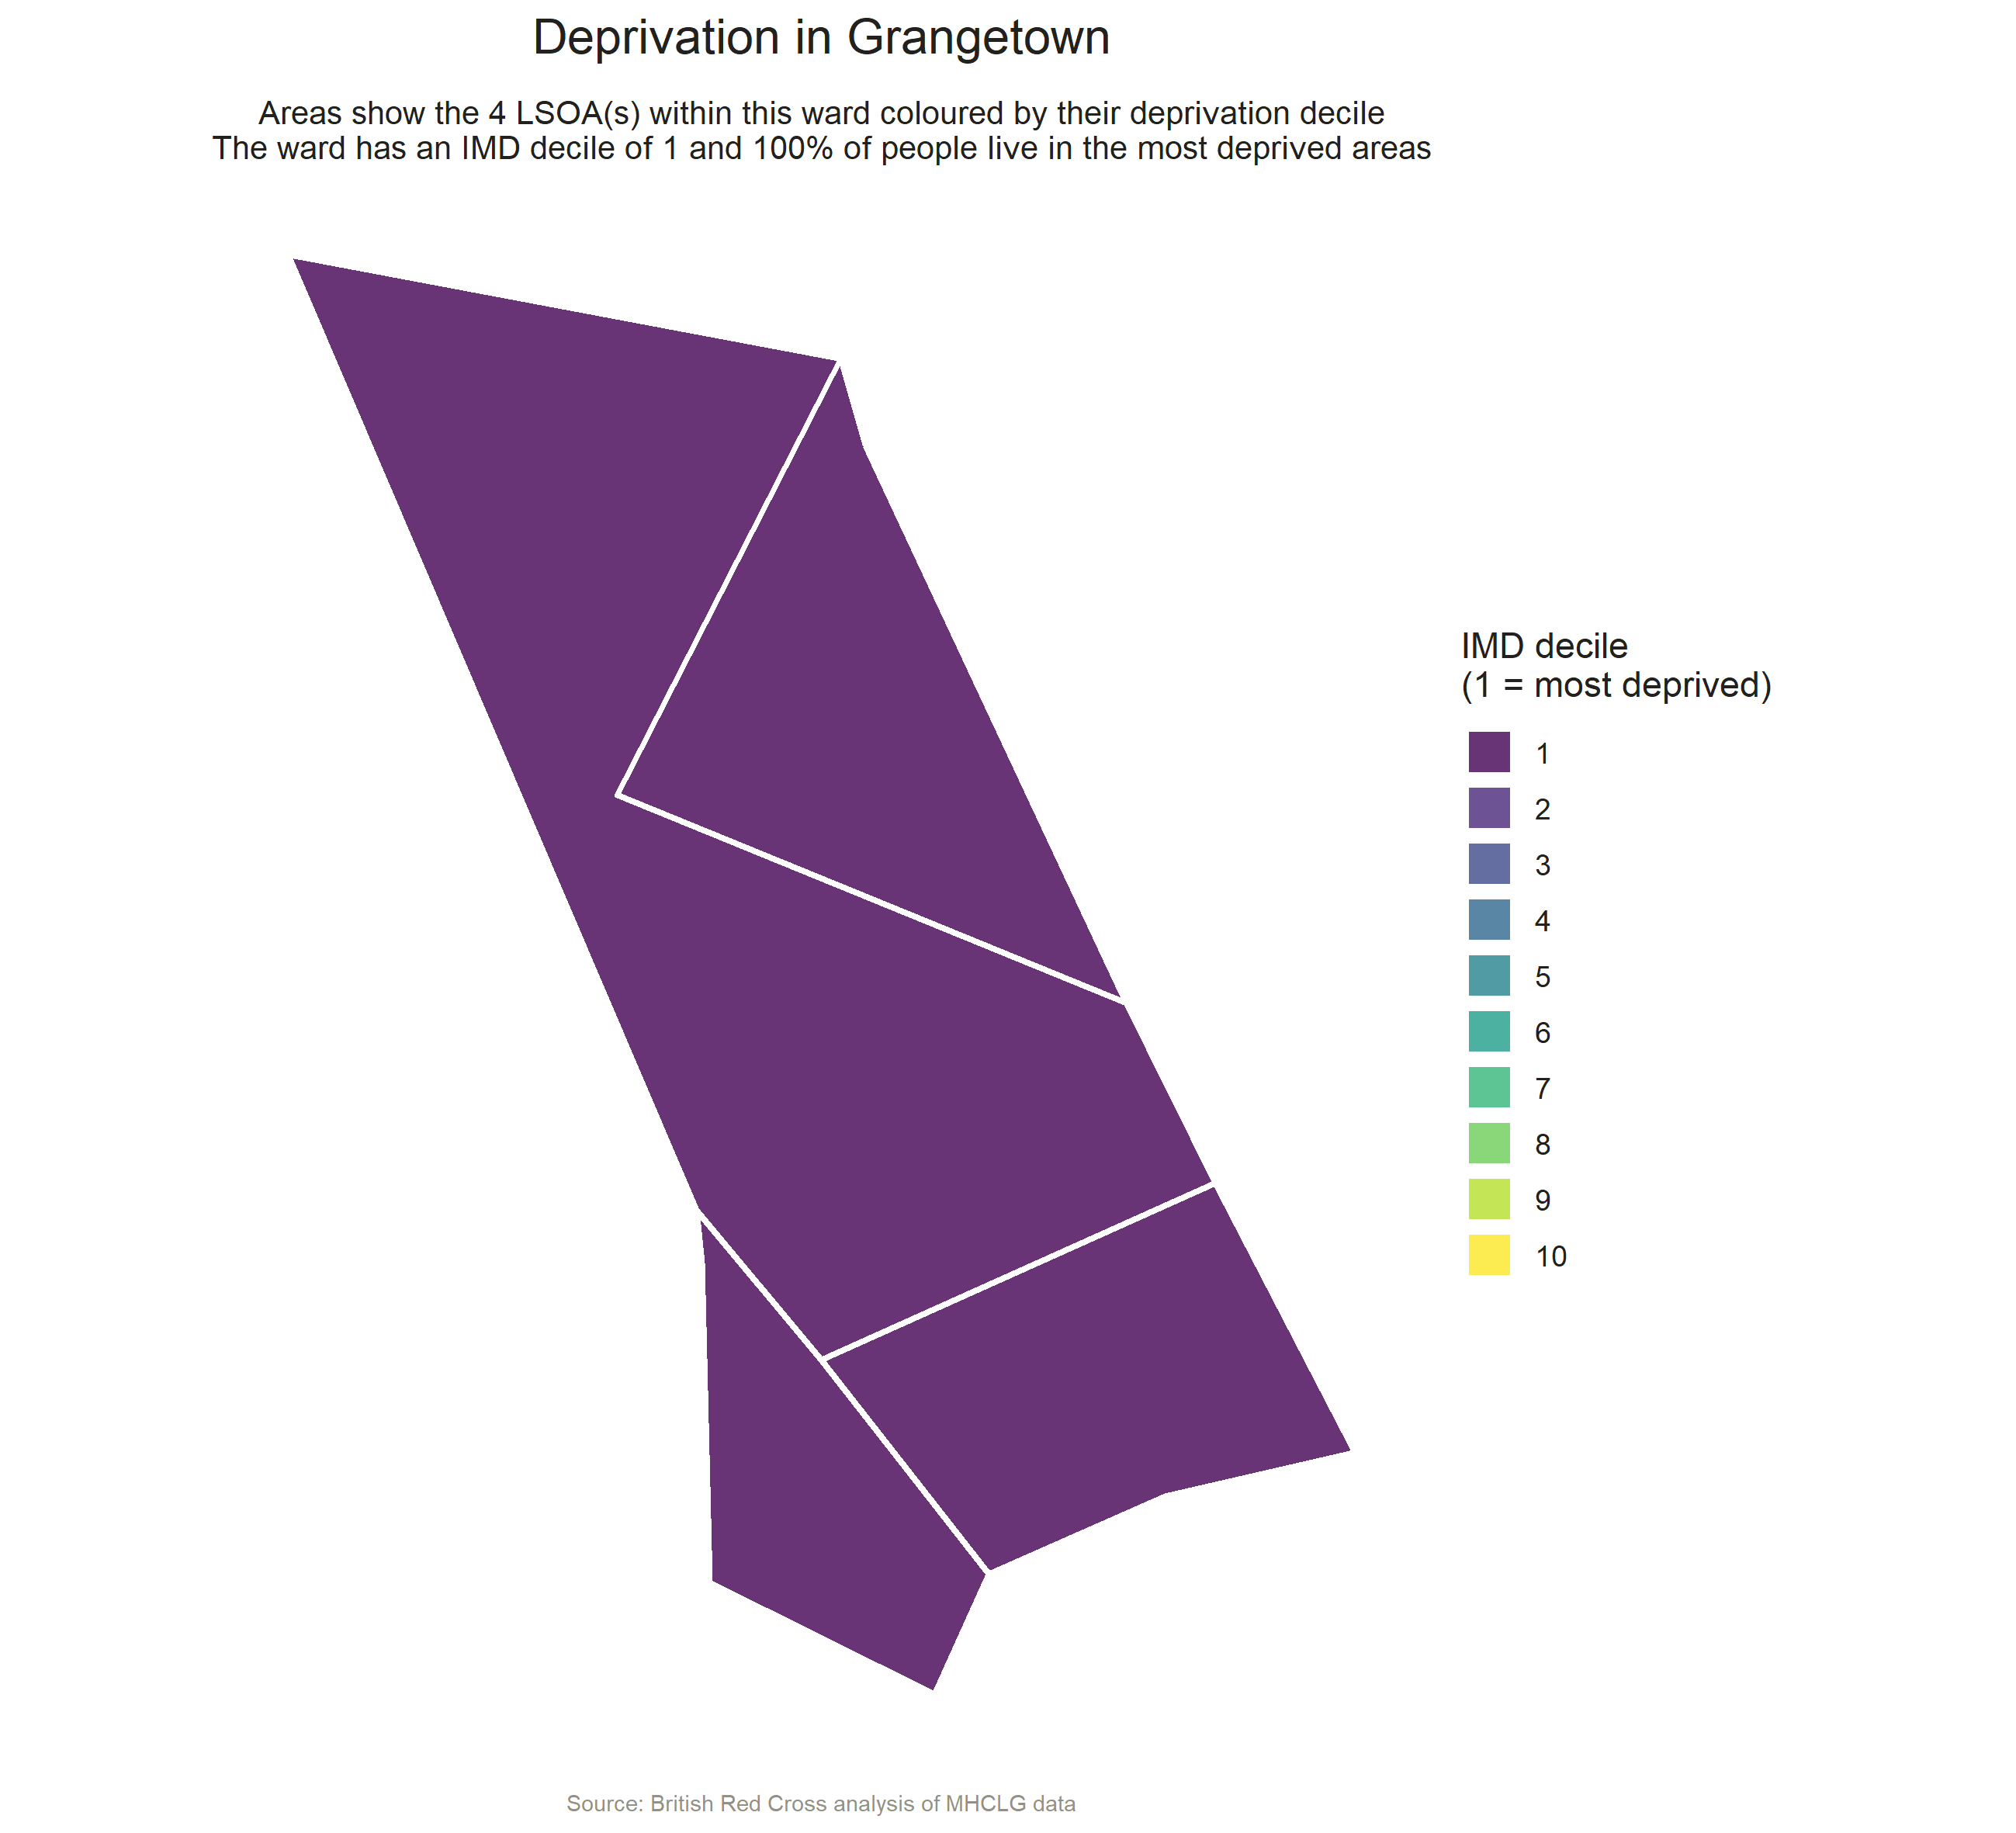 Deprivation in Grangetown
Areas show the 4 LSOA(s) within this ward coloured by their deprivation decile
The ward has an IMD decile of 1 and 100% of people live in the most deprived areas
IMD decile
(1 = most deprived)
1
2
3
4
5
6
7
8
9
10
Source: British Red Cross analysis of MHCLG data